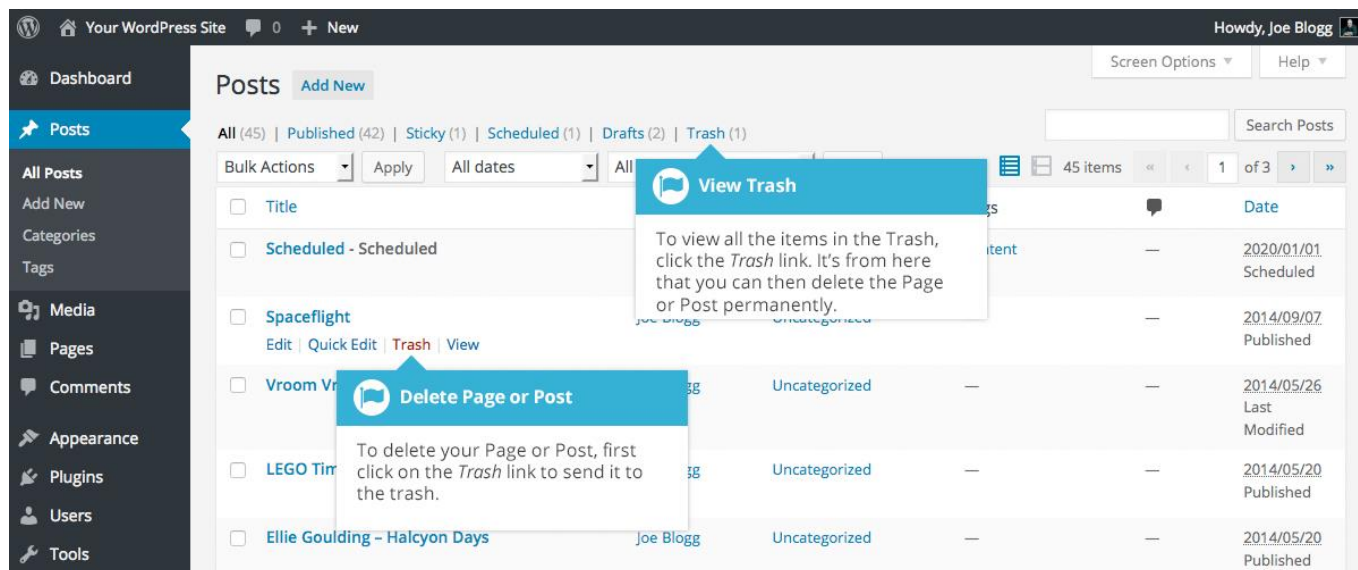 Your WordPress Site 0 + New Howdy, Joe Blogg
Screen Options Help
Dashboard
Posts Add New
Posts
All (45) | Published (42) | Sticky (1) | Scheduled (1) | Drafts (2) | Trash (1) Search Posts
Bulk Actions Apply All dates All 45 items « ‹ 1 of 3 › »
All Posts
Add New
Categories
Tags
Media
Pages
Comments
Appearance
Plugins
Users
Tools
Title Date
Scheduled - Scheduled — 2020/01/01
Scheduled
Spaceflight Joe Blogg Uncategorized — 2014/09/07
Edit | Quick Edit | Trash | View Published
Vroom Uncategorized — — 2014/05/26
Last
Modified
LEGO Uncategorized — — 2014/05/20
Published
Ellie Goulding – Halcyon Days Joe Blogg Uncategorized — — 2014/05/20
Published
View Trash
To view all the items in the Trash,
click the Trash link. It's from here
that you can then delete the Page
or Post permanently.
Delete Page or Post
To delete your Page or Post, first
click on the Trash link to send it to
the trash.